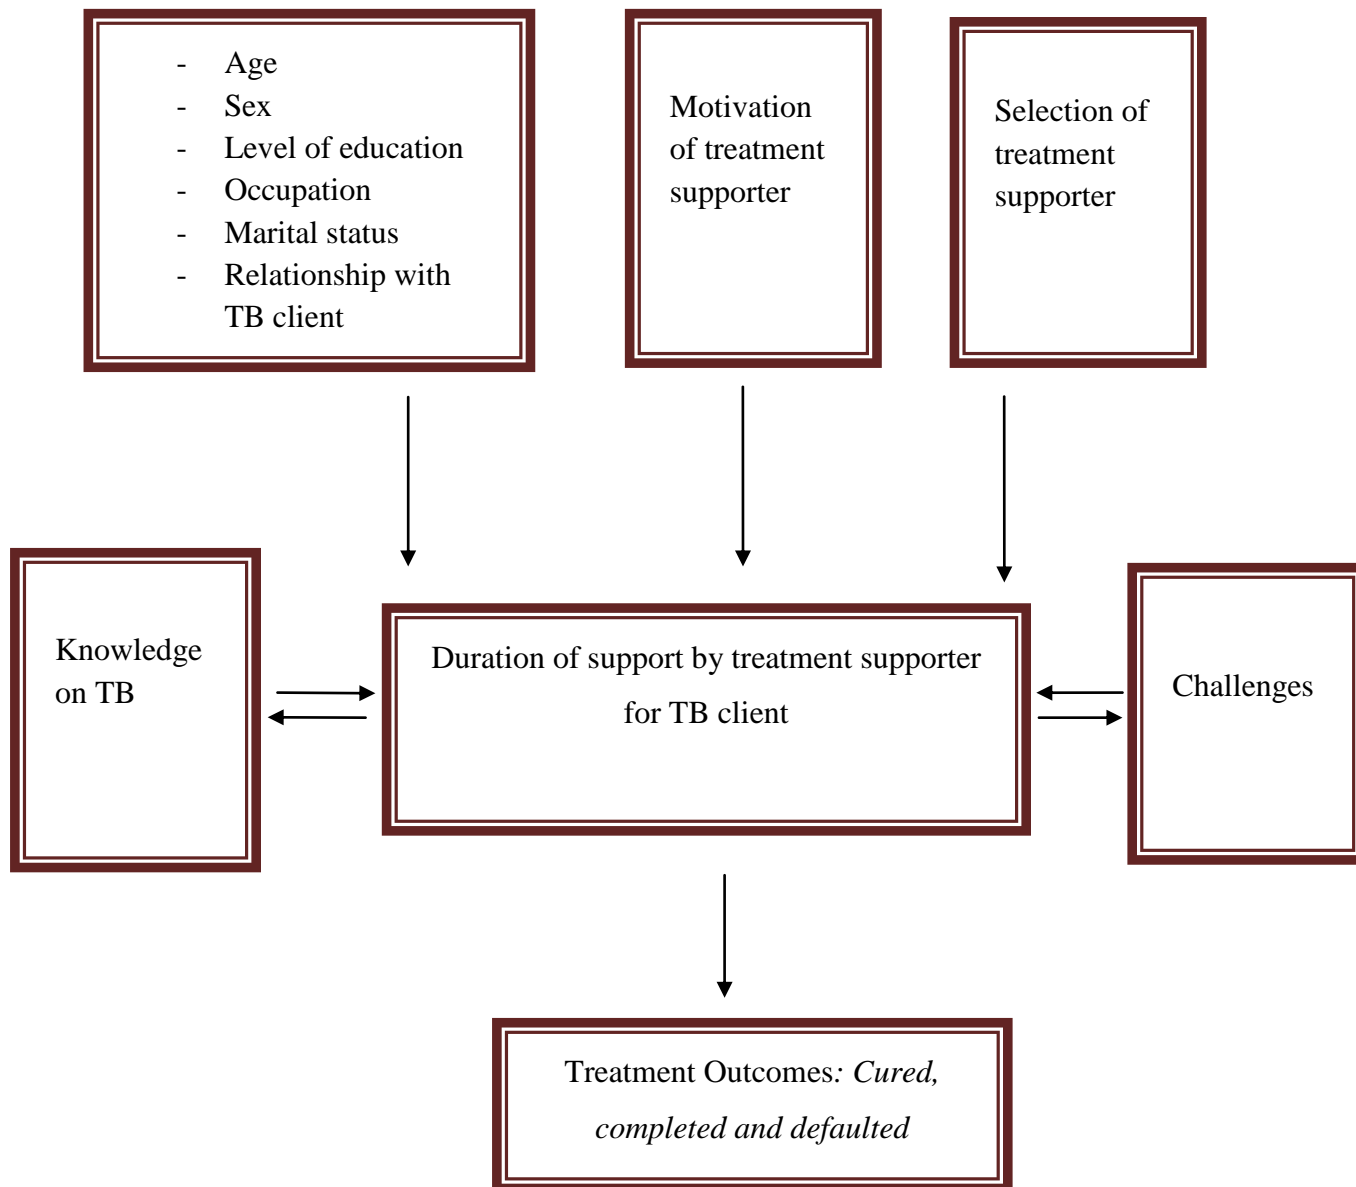 - Age
- Sex
- Level of education
- Occupation
- Marital status
- Relationship with
TB client
Motivation
of treatment
supporter
Selection of
treatment
supporter
Knowledge
on TB
Duration of support by treatment supporter
for TB client
Challenges
Treatment Outcomes: Cured,
completed and defaulted